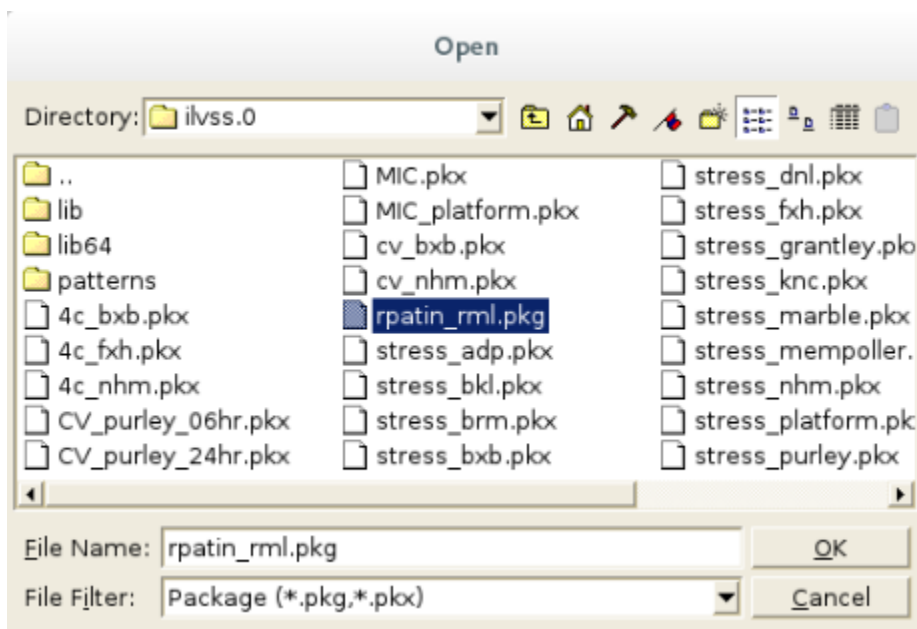 Open
Directory: ilvss.0
..
lib
lib64
patterns
4c_bxb.pkx
4c_fxh.pkx
4c_nhm.pkx
CV_purley_06hr.pkx
CV_purley_24hr.pkx
MIC.pkx
MIC_platform.pkx
cv_bxb.pkx
cv_nhm.pkx
rpatin_rml.pkg
stress_adp.pkx
stress_bkl.pkx
stress_brm.pkx
stress_bxb.pkx
stress_dnl.pkx
stress_fxh.pkx
stress_grantley.pko
stress_knc.pkx
stress_marble.pkx
stress_mempoller.
stress_nhm.pkx
stress_platform.pk
stress_purley.pkx
File Name: rpatin_rml.pkg OK
File Filter: Package (*.pkg,*.pkx) Cancel